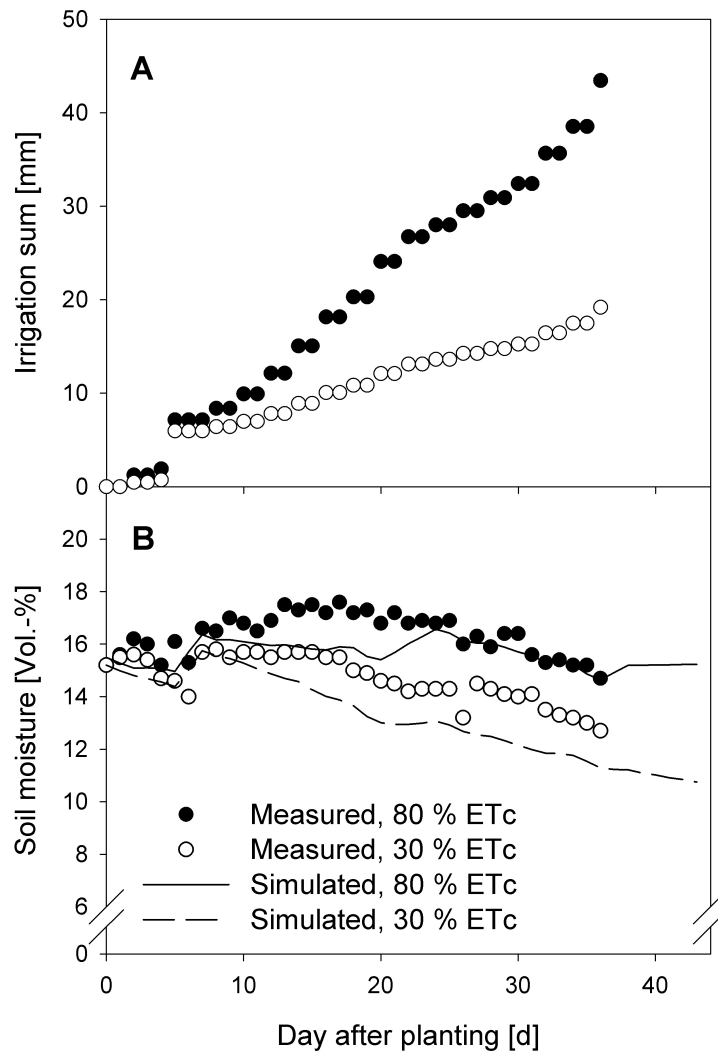 50
A
40
30
20
10
0
Irrigation sum [mm]
20
B
18
16
14
12
10
8
6
0
Soil moisture [Vol.-%]
Measured, 80 % ETc
Measured, 30 % ETc
Simulated, 80 % ETc
Simulated, 30 % ETc
0 10 20 30 40
Day after planting [d]